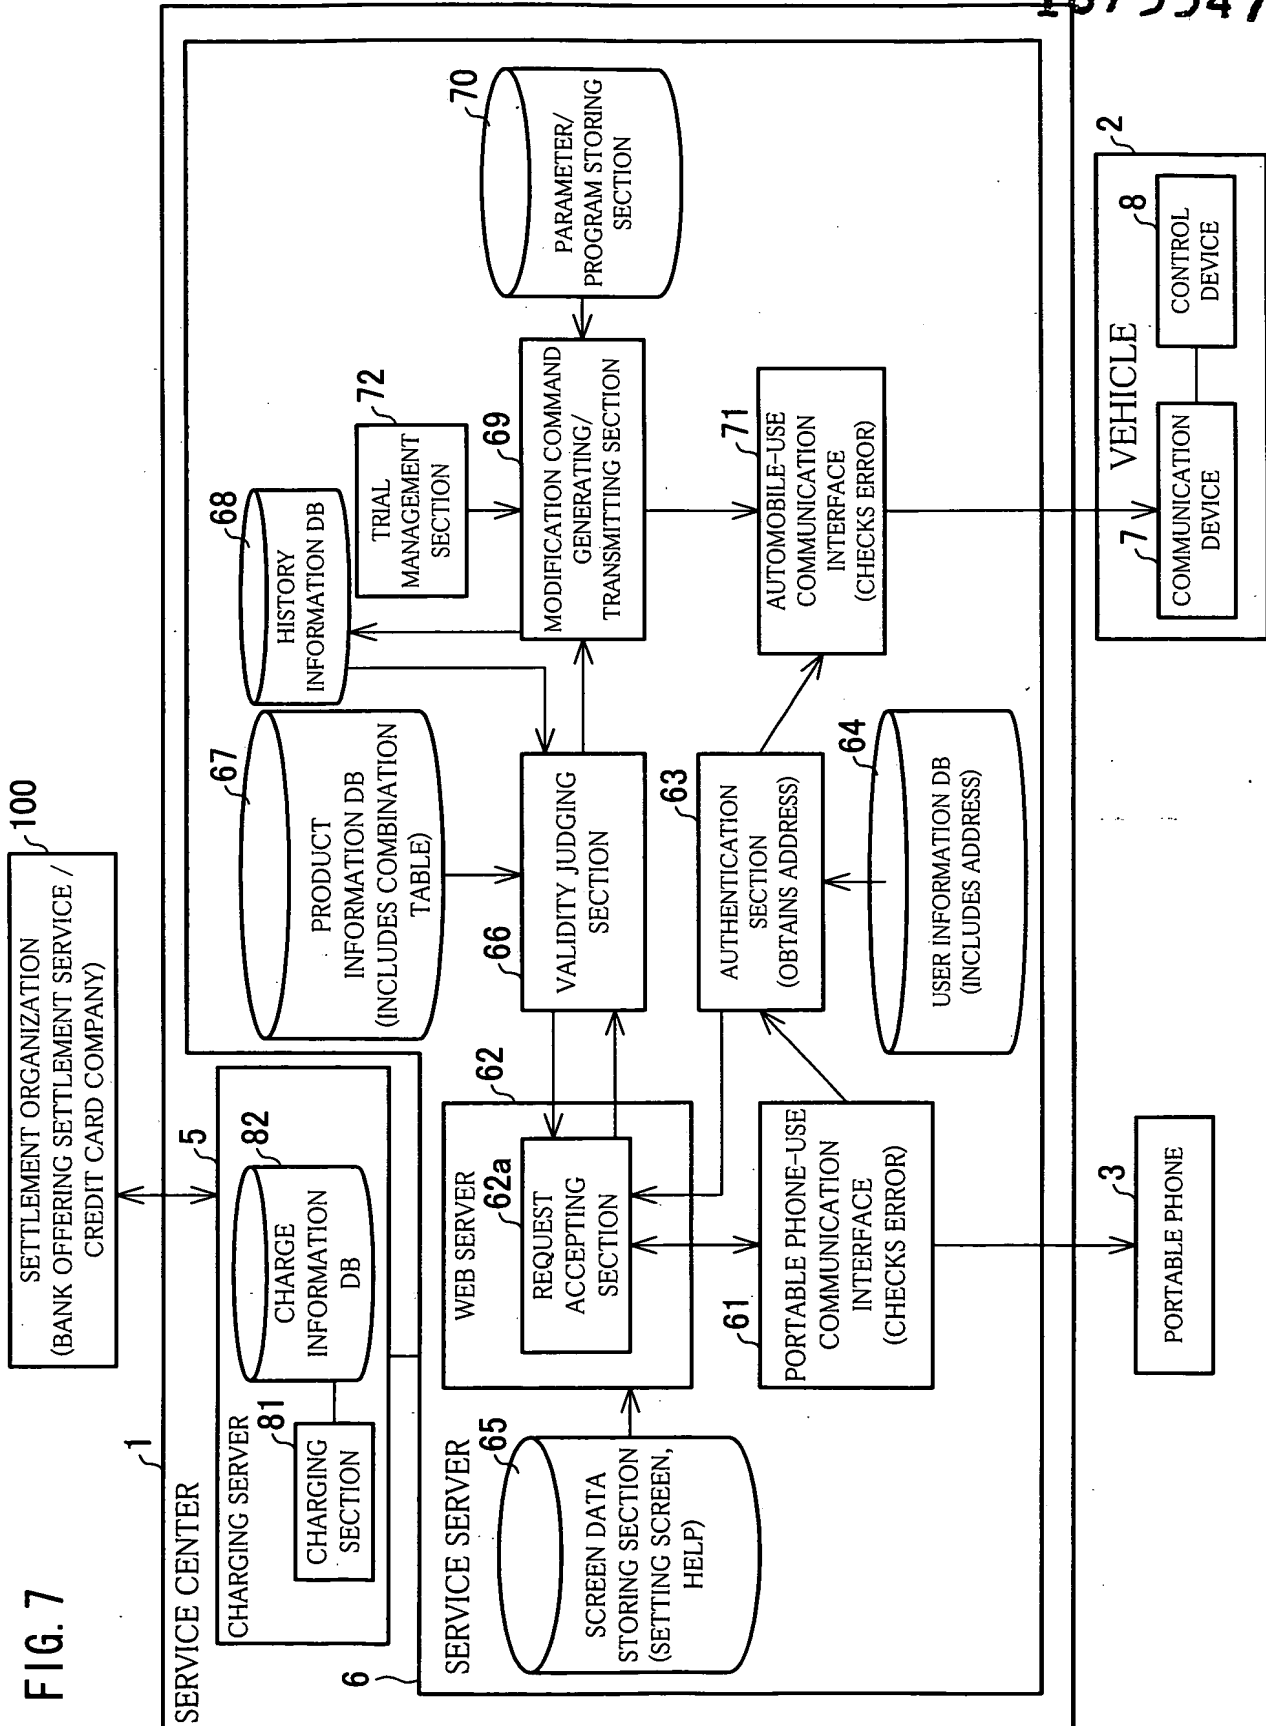 FIG. 7
100
SETTLEMENT ORGANIZATION
(BANK OFFERING SETTLEMENT SERVICE /
CREDIT CARD COMPANY)
1
SERVICE CENTER
5
CHARGING SERVER
82
CHARGE
INFORMATION
DB
81
CHARGING
SECTION
6
SERVICE SERVER
65
SCREEN DATA
STORING SECTION
(SETTING SCREEN,
HELP)
62
WEB SERVER
62a
REQUEST
ACCEPTING
SECTION
61
PORTABLE PHONE-USE
COMMUNICATION
INTERFACE
(CHECKS ERROR)
67
PRODUCT
INFORMATION DB
(INCLUDES COMBINATION
TABLE)
66
VALIDITY JUDGING
SECTION
63
AUTHENTICATION
SECTION
(OBTAINS ADDRESS)
64
USER INFORMATION DB
(INCLUDES ADDRESS)
68
HISTORY
INFORMATION DB
72
TRIAL
MANAGEMENT
SECTION
69
MODIFICATION COMMAND
GENERATING/
TRANSMITTING SECTION
70
PARAMETER/
PROGRAM STORING
SECTION
71
AUTOMOBILE-USE
COMMUNICATION
INTERFACE
(CHECKS ERROR)
3
PORTABLE PHONE
2
VEHICLE
7
COMMUNICATION
DEVICE
8
CONTROL
DEVICE